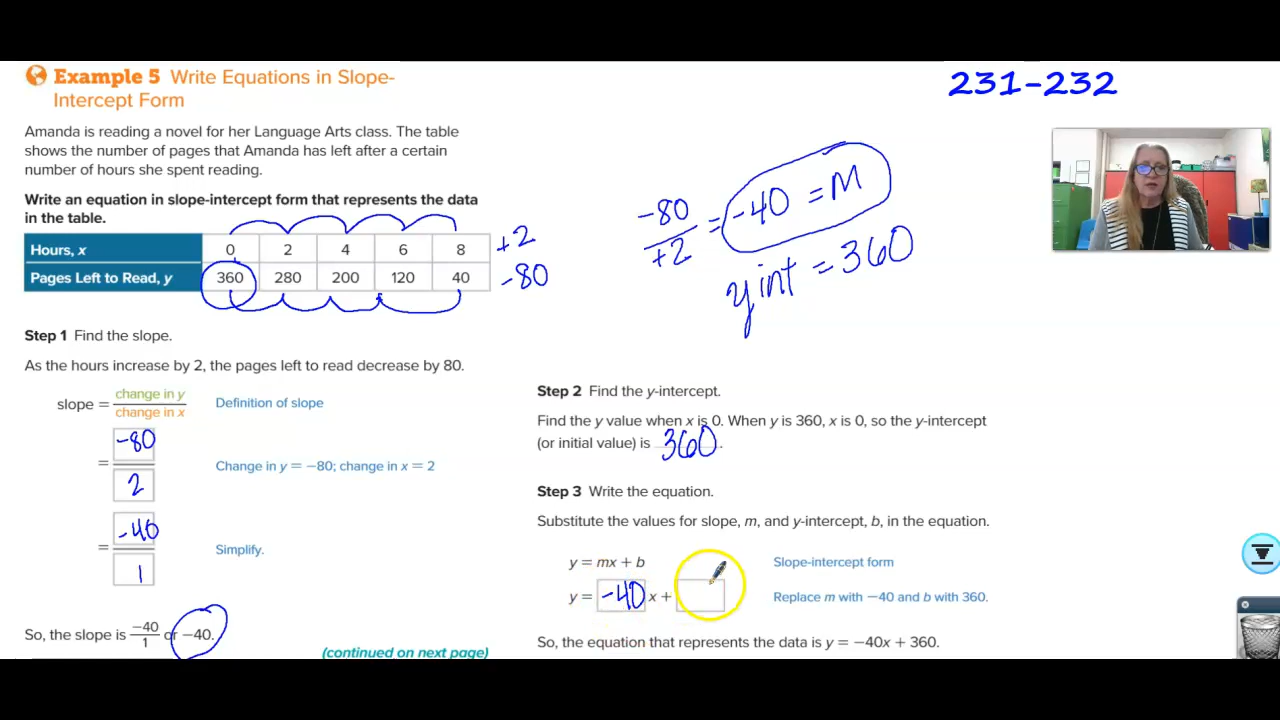 Example 5 Write Equations in Slope-
Intercept Form
231-232
Amanda is reading a novel for her Language Arts class. The table
shows the number of pages that Amanda has left after a certain
number of hours she spent reading.
Write an equation in slope-intercept form that represents the data
in the table.
Hours, x 0 2 4 6 8 +2
Pages Left to Read, y 360 280 200 120 40 -80
-80
+2
= -40 = m
y int = 360
Step 1 Find the slope.
As the hours increase by 2, the pages left to read decrease by 80.
slope = change in y
change in x
Definition of slope
= -80
2
Change in y = −80; change in x = 2
= -40
1
Simplify.
So, the slope is −40
1
or −40.
(continued on next page)
Step 2 Find the y-intercept.
Find the y value when x is 0. When y is 360, x is 0, so the y-intercept
(or initial value) is 360.
Step 3 Write the equation.
Substitute the values for slope, m, and y-intercept, b, in the equation.
y = mx + b Slope-intercept form
y = -40 x + Replace m with −40 and b with 360.
So, the equation that represents the data is y = −40x + 360.